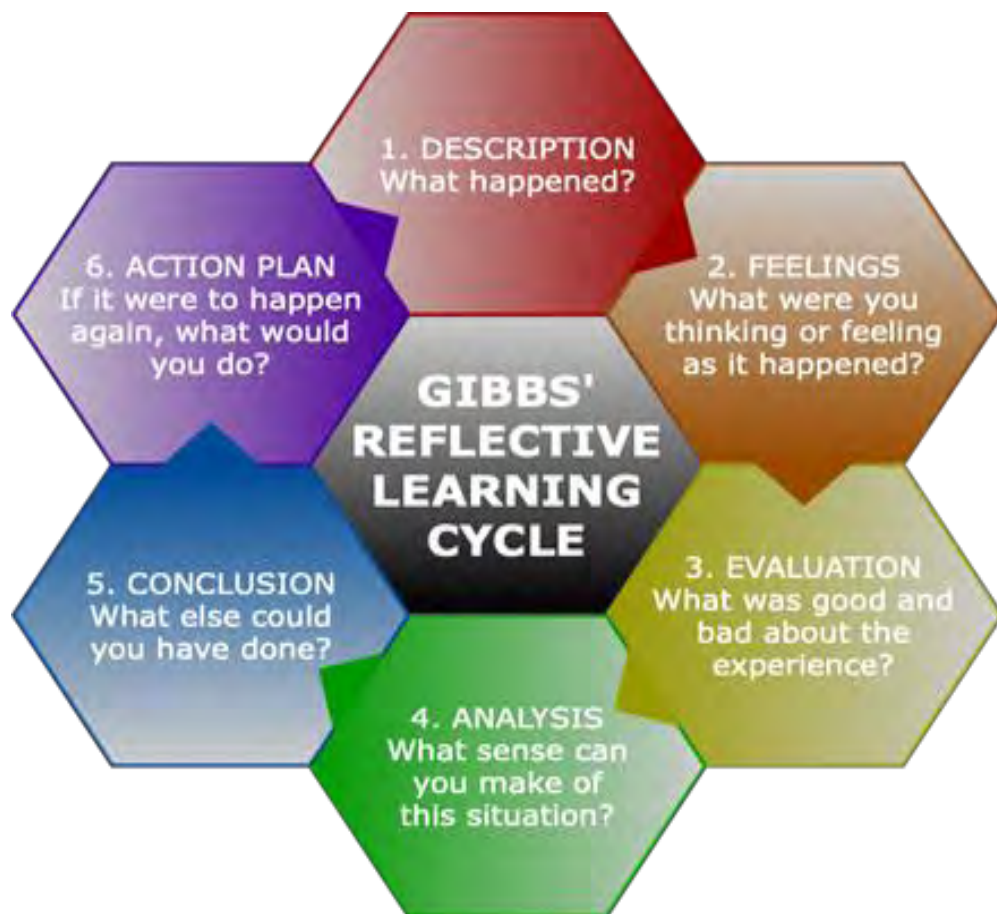 1. DESCRIPTION
What happened?
2. FEELINGS
What were you
thinking or feeling
as it happened?
3. EVALUATION
What was good and
bad about the
experience?
4. ANALYSIS
What sense can
you make of
this situation?
5. CONCLUSION
What else could
you have done?
6. ACTION PLAN
If it were to happen
again, what would
you do?
GIBBS'
REFLECTIVE
LEARNING
CYCLE